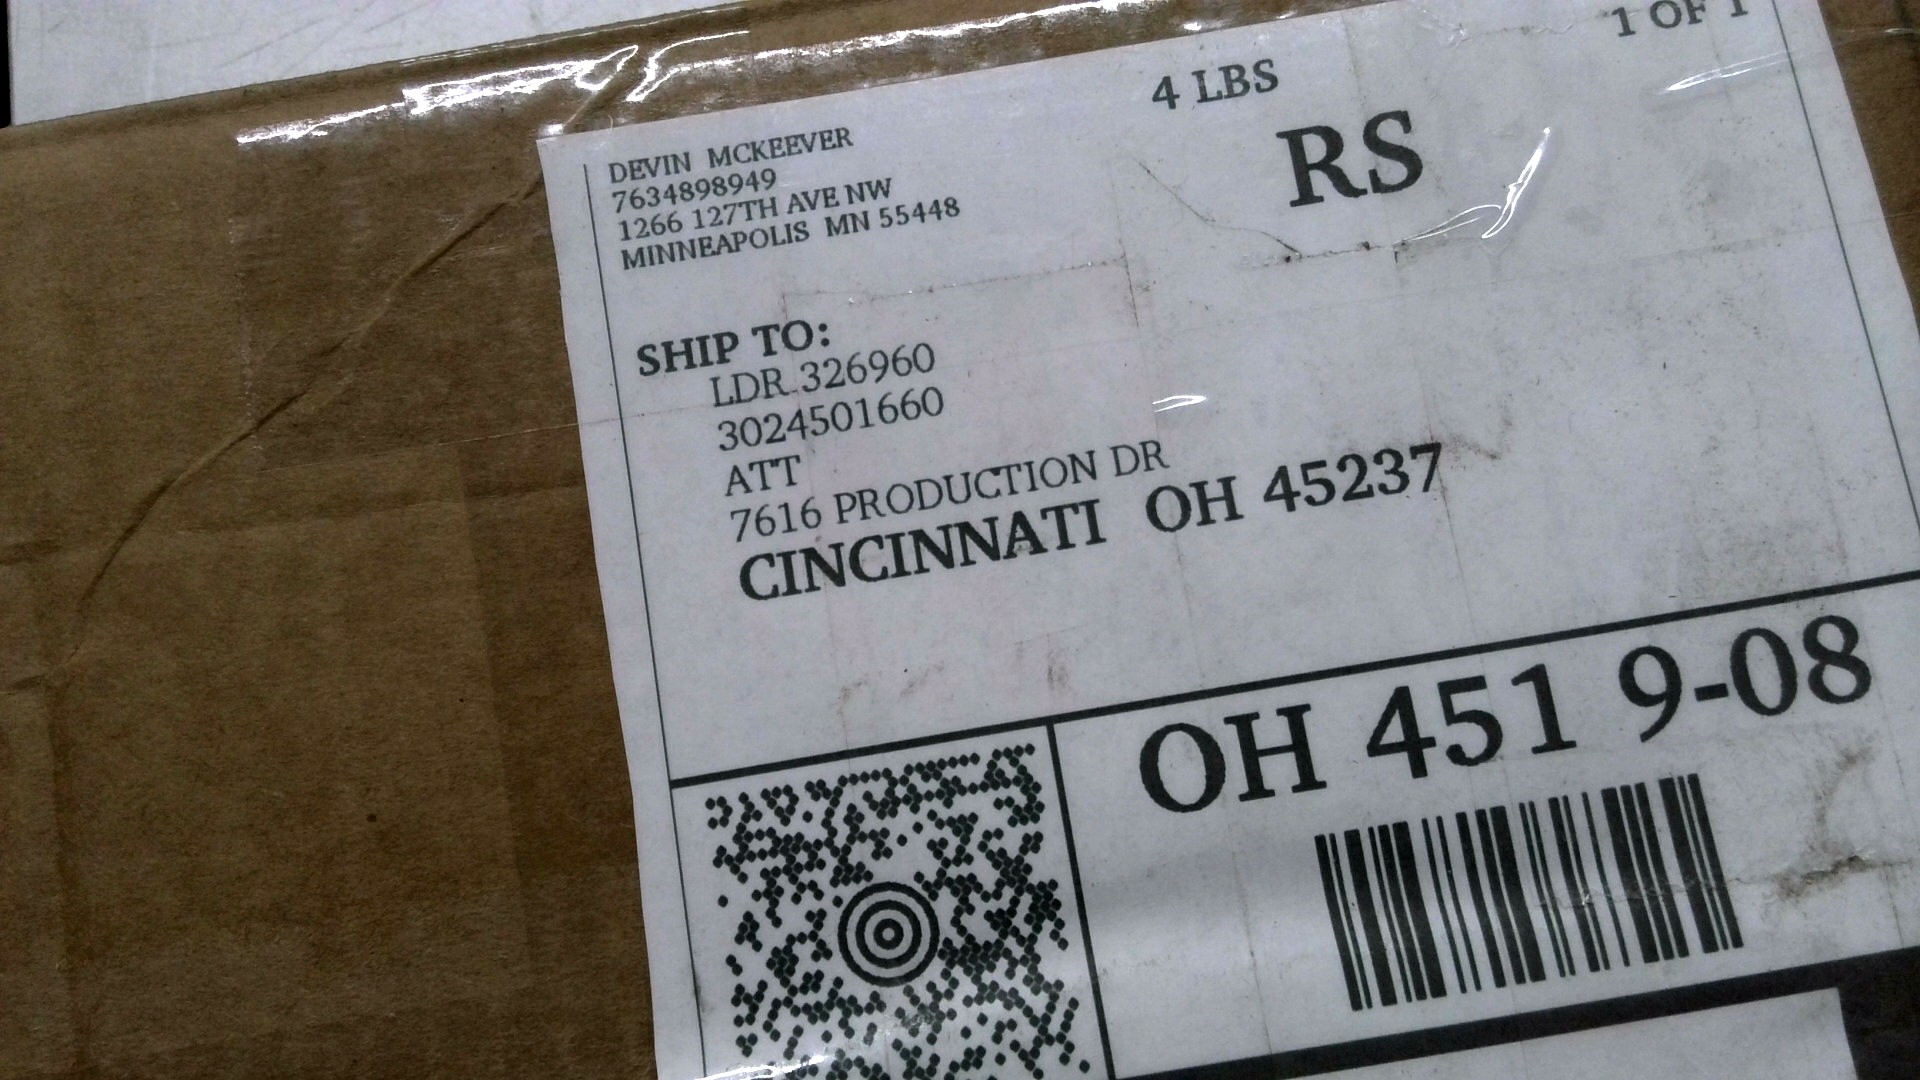 1 OF 1
4 LBS
RS
DEVIN MCKEEVER
7634898949
1266 127TH AVE NW
MINNEAPOLIS MN 55448
SHIP TO:
LDR 326960
3024501660
ATT
7616 PRODUCTION DR
CINCINNATI OH 45237
OH 451 9-08